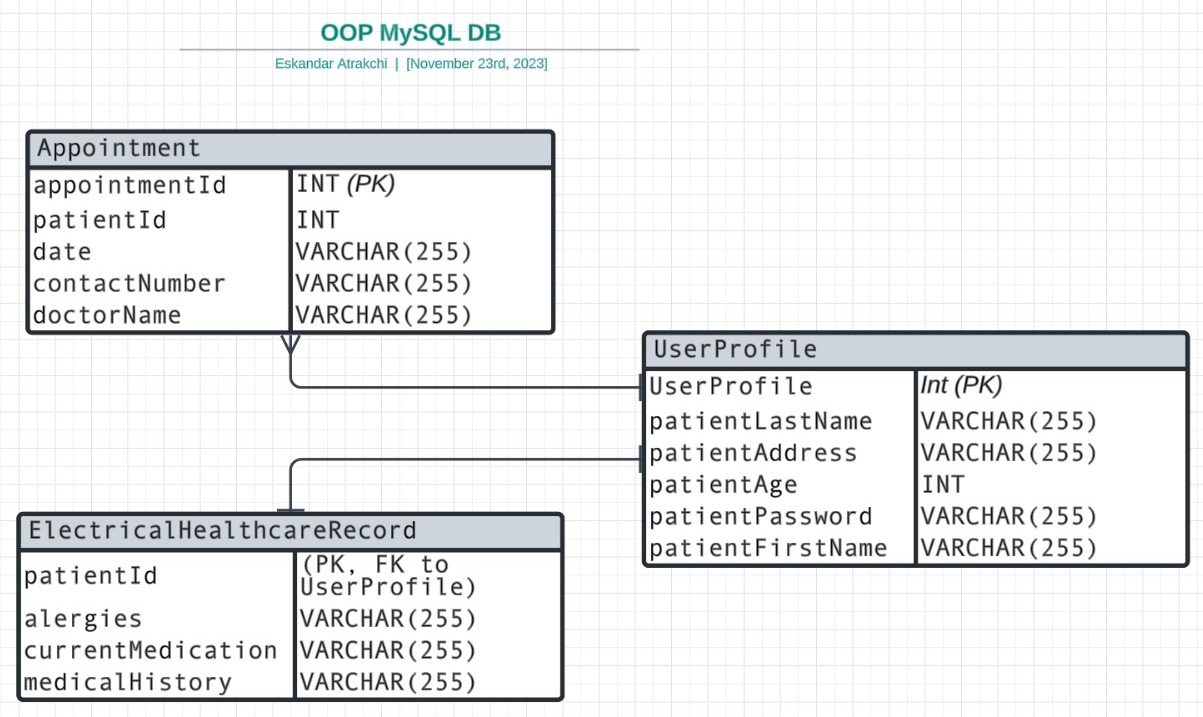 OOP MySQL DB
Eskandar Atrakchi | [November 23rd, 2023]
Appointment
appointmentId INT (PK)
patientId INT
date VARCHAR(255)
contactNumber VARCHAR(255)
doctorName VARCHAR(255)
UserProfile
UserProfile Int (PK)
patientLastName VARCHAR(255)
patientAddress VARCHAR(255)
patientAge INT
patientPassword VARCHAR(255)
patientFirstName VARCHAR(255)
ElectricalHealthcareRecord
patientId (PK, FK to
UserProfile)
alergies VARCHAR(255)
currentMedication VARCHAR(255)
medicalHistory VARCHAR(255)